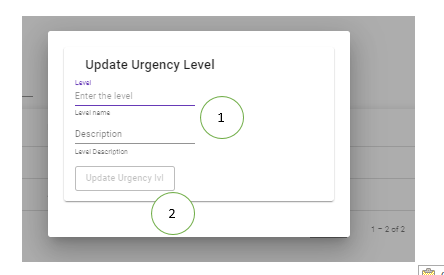 Update Urgency Level
Level
Enter the level
Level name
1
Description
Level Description
Update Urgency lvl
2
1 – 2 of 2